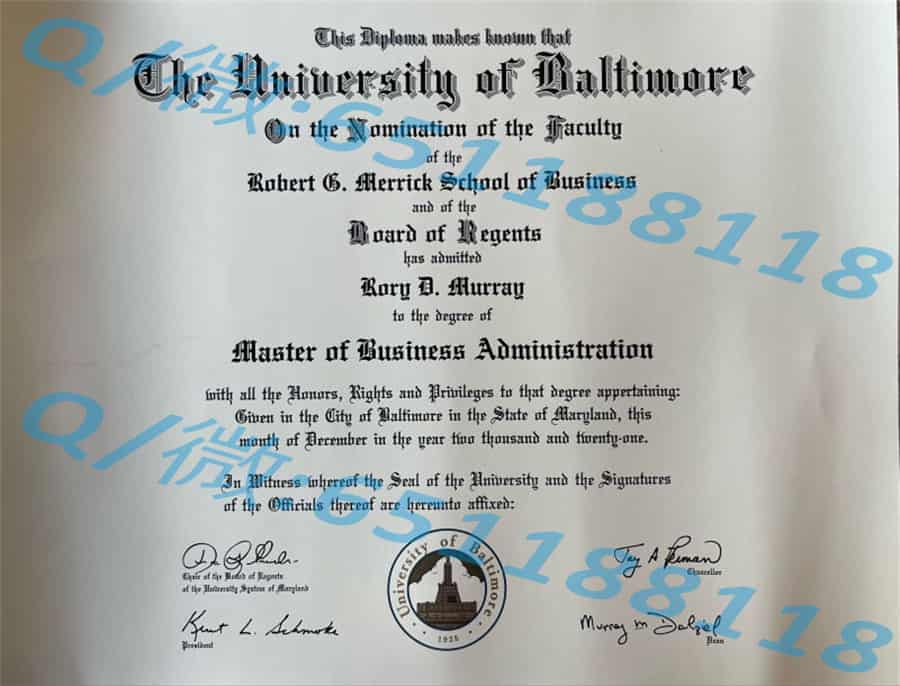 This Diploma makes known that
The University of Baltimore
On the Nomination of the Faculty
of the
Robert G. Merrick School of Business
and of the
Board of Regents
has admitted
Rory D. Murray
to the degree of
Master of Business Administration
with all the Honors, Rights and Privileges to that degree appertaining:
Given in the City of Baltimore in the State of Maryland, this
month of December in the year two thousand and twenty-one.
In Witness whereof the Seal of the University and the Signatures
of the Officials thereof are hereunto affixed:
Chair of the Board of Regents
of the University System of Maryland
Kurt L. Schmoke
President
University of Baltimore
1925
Jay A Perman
Chancellor
Murray M Dalziel
Dean
Q/微:651188118
Q/微:651188118